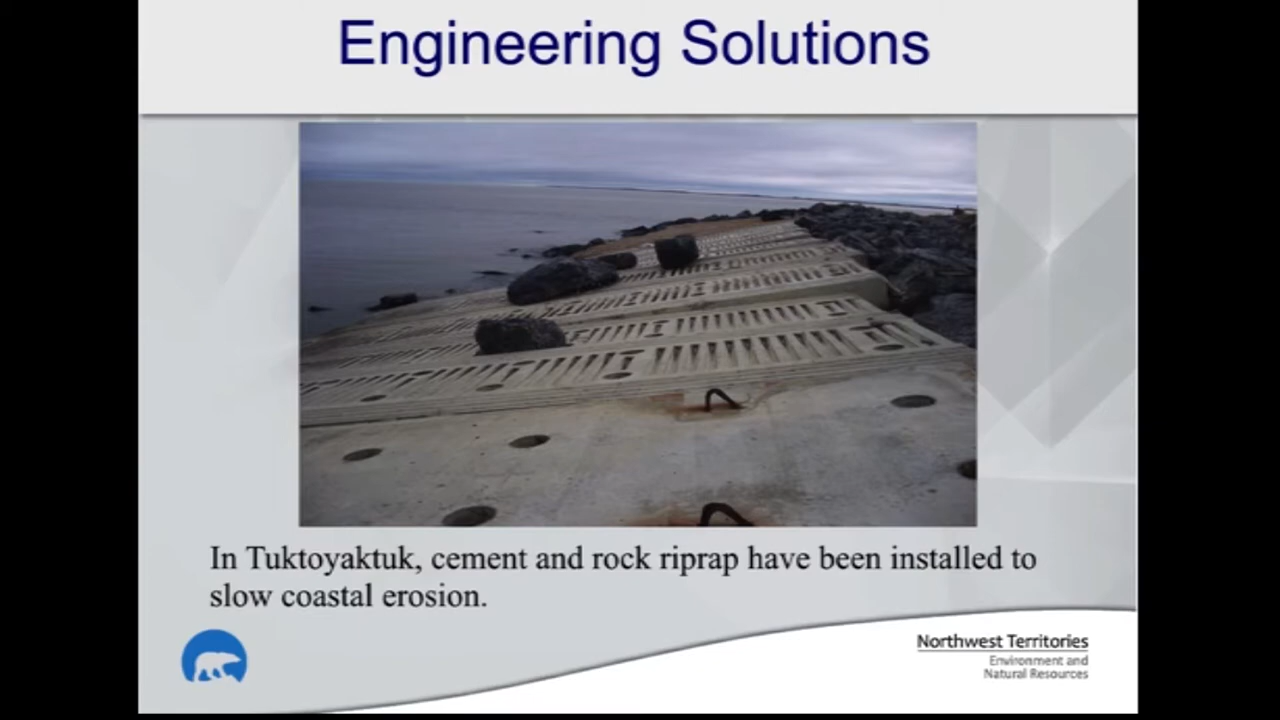 Engineering Solutions
In Tuktoyaktuk, cement and rock riprap have been installed to
slow coastal erosion.
Northwest Territories
Environment and
Natural Resources